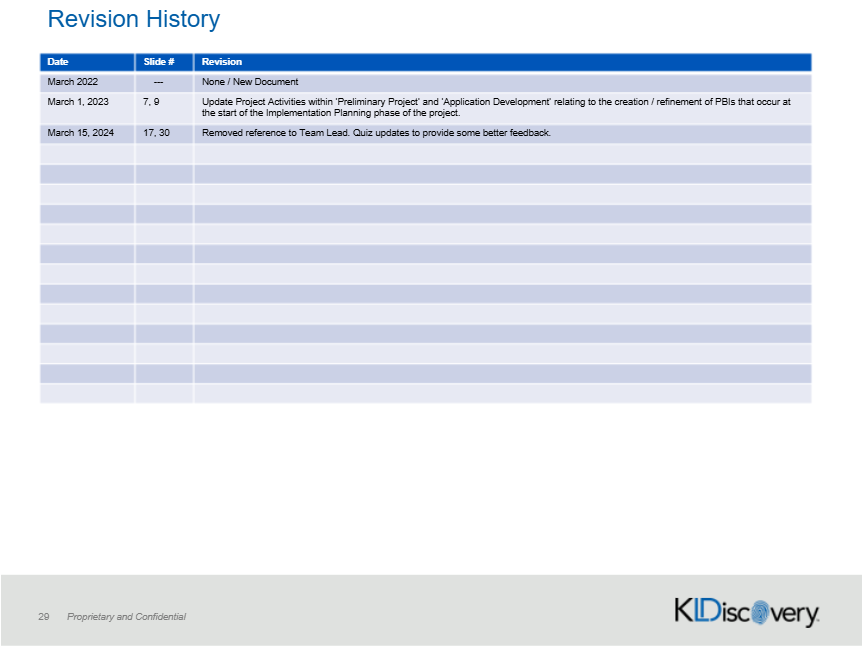 Revision History
Date Slide # Revision
March 2022 --- None / New Document
March 1, 2023 7, 9 Update Project Activities within 'Preliminary Project' and 'Application Development' relating to the creation / refinement of PBIs that occur at
the start of the Implementation Planning phase of the project.
March 15, 2024 17, 30 Removed reference to Team Lead. Quiz updates to provide some better feedback.
29 Proprietary and Confidential
KLDiscovery